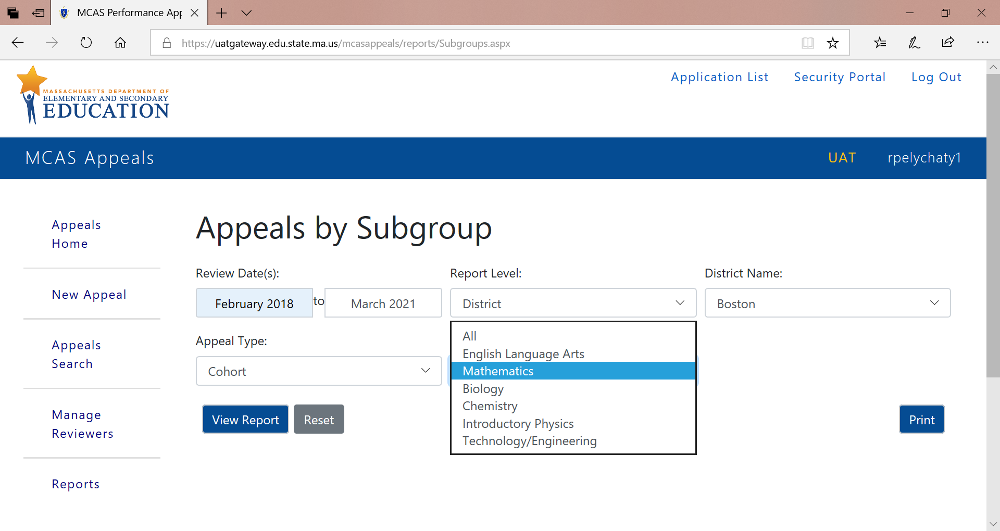 MCAS Performance App
https://uatgateway.edu.state.ma.us/mcasappeals/reports/Subgroups.aspx
Application List Security Portal Log Out
MASSACHUSETTS DEPARTMENT OF
ELEMENTARY AND SECONDARY
EDUCATION
MCAS Appeals UAT rpelychaty1
Appeals
Home
New Appeal
Appeals
Search
Manage
Reviewers
Reports
Appeals by Subgroup
Review Date(s): Report Level: District Name:
February 2018 to March 2021 District Boston
Appeal Type:
Cohort
All
English Language Arts
Mathematics
Biology
Chemistry
Introductory Physics
Technology/Engineering
View Report Reset Print